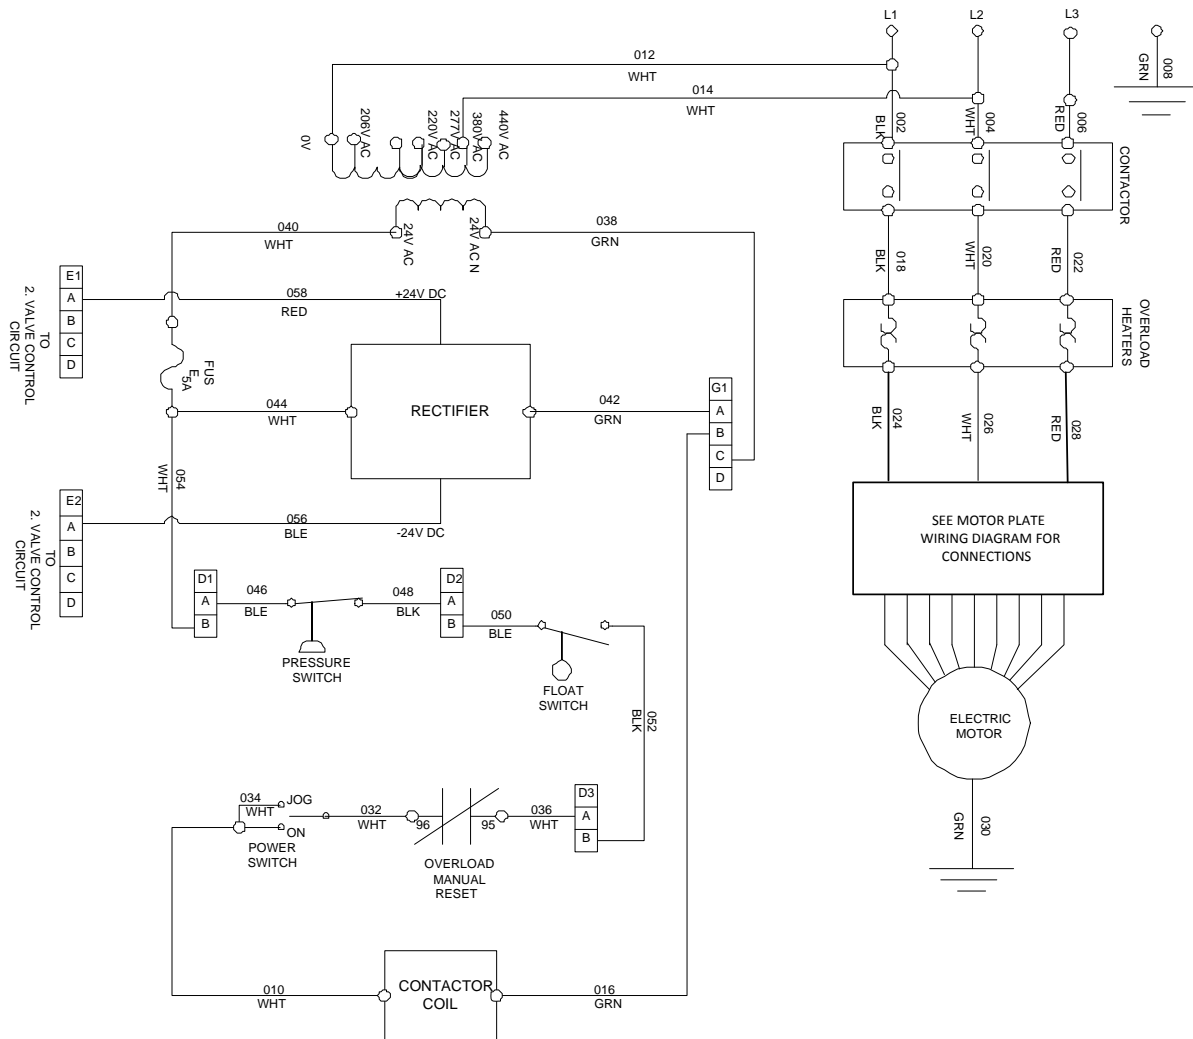 L1
L2
L3
012
WHT
014
WHT
008
GRN
0V
206V AC
220V AC
277V AC
380V AC
440V AC
002
BLK
004
WHT
006
RED
CONTACTOR
040
WHT
24V AC
24V AC N
038
GRN
018
BLK
020
WHT
022
RED
E1
A
B
C
D
TO
2. VALVE CONTROL
CIRCUIT
058
RED
+24V DC
OVERLOAD
HEATERS
FUS
E
5A
RECTIFIER
044
WHT
042
GRN
G1
A
B
C
D
024
BLK
026
WHT
028
RED
054
WHT
E2
A
B
C
D
TO
2. VALVE CONTROL
CIRCUIT
056
BLE
-24V DC
SEE MOTOR PLATE
WIRING DIAGRAM FOR
CONNECTIONS
D1
A
B
046
BLE
048
BLK
D2
A
B
050
BLE
PRESSURE
SWITCH
FLOAT
SWITCH
052
BLK
ELECTRIC
MOTOR
034
WHT
JOG
ON
POWER
SWITCH
032
WHT
96
95
036
WHT
D3
A
B
OVERLOAD
MANUAL
RESET
030
GRN
010
WHT
CONTACTOR
COIL
016
GRN